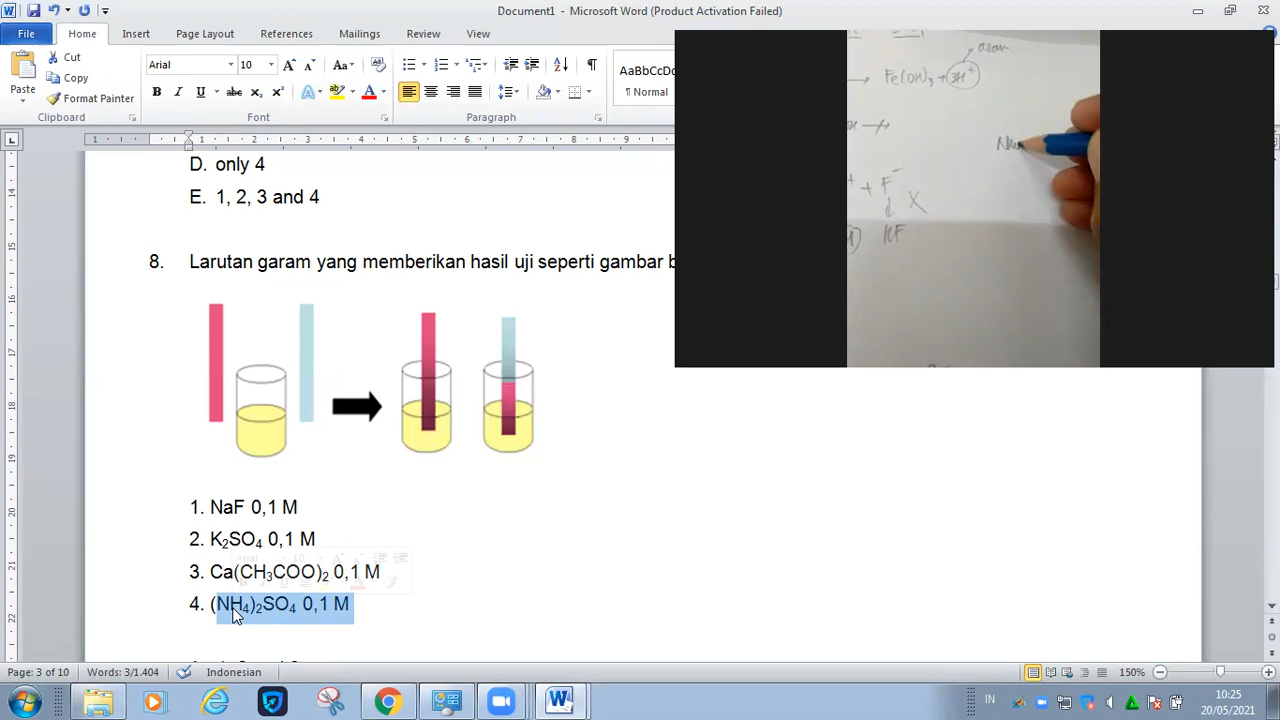 Document1 - Microsoft Word (Product Activation Failed)
File Home Insert Page Layout References Mailings Review View
Paste
Cut
Copy
Format Painter
Clipboard
Arial 10
Font
Paragraph
AaBbCcDc
¶ Normal
D. only 4
E. 1, 2, 3 and 4
8. Larutan garam yang memberikan hasil uji seperti gambar b
1. NaF 0,1 M
2. K₂SO₄ 0,1 M
3. Ca(CH₃COO)₂ 0,1 M
4. (NH₄)₂SO₄ 0,1 M
asam
→ Fe(OH)₃ + 3H⁺
+ F⁻
X
HF
Page: 3 of 10 Words: 3/1.404 Indonesian 150%
IN 10:25
20/05/2021